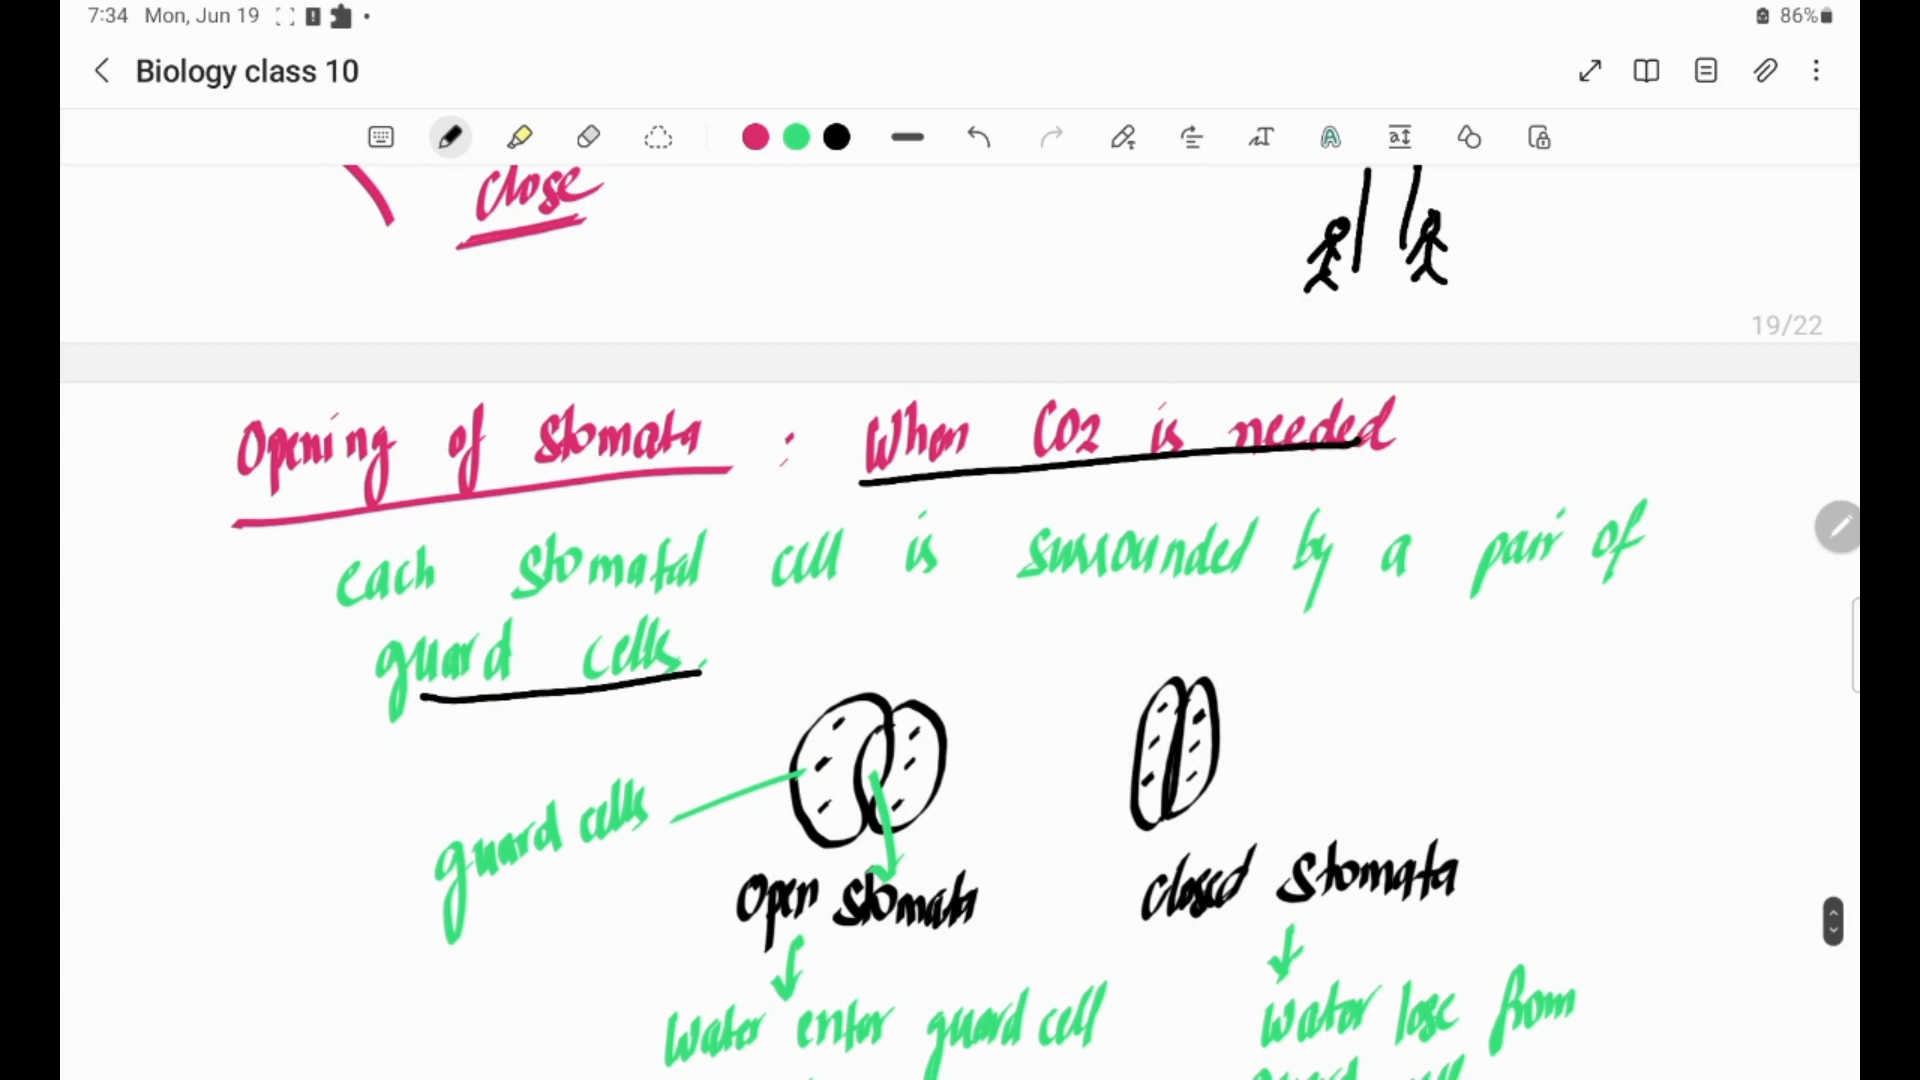 7:34 Mon, Jun 19
86%
Biology class 10
Close
19/22
Opening of Stomata : When CO2 is needed
each stomatal cell is surrounded by a pair of
guard cells.
guard cells
Open Stomata
Closed Stomata
Water enter guard cell
Water lose from